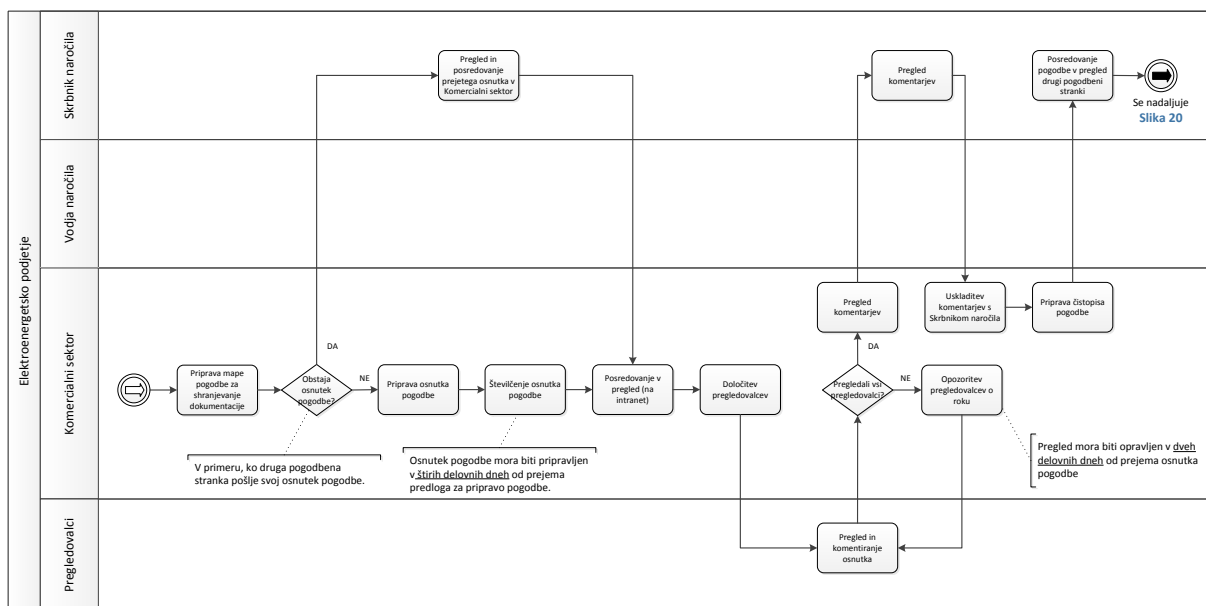 Elektroenergetsko podjetje
Skrbnik naročila
Pregled in
posredovanje
prejetega osnutka v
Komercialni sektor
Pregled
komentarjev
Posredovanje
pogodbe v pregled
drugi pogodbeni
stranki
Se nadaljuje
Slika 20
Vodja naročila
Komercialni sektor
Priprava mape
pogodbe za
shranjevanje
dokumentacije
Obstaja
osnutek
pogodbe?
DA
NE
Priprava osnutka
pogodbe
Številčenje osnutka
pogodbe
Posredovanje v
pregled (na
intranet)
Določitev
pregledovalcev
Pregledali vsi
pregledovalci?
DA
NE
Pregled
komentarjev
Opozoritev
pregledovalcev o
roku
Uskladitev
komentarjev s
Skrbnikom naročila
Priprava čistopisa
pogodbe
V primeru, ko druga pogodbena
stranka pošlje svoj osnutek pogodbe.
Osnutek pogodbe mora biti pripravljen
v štirih delovnih dneh od prejema
predloga za pripravo pogodbe.
Pregled mora biti opravljen v dveh
delovnih dneh od prejema osnutka
pogodbe
Pregledovalci
Pregled in
komentiranje
osnutka